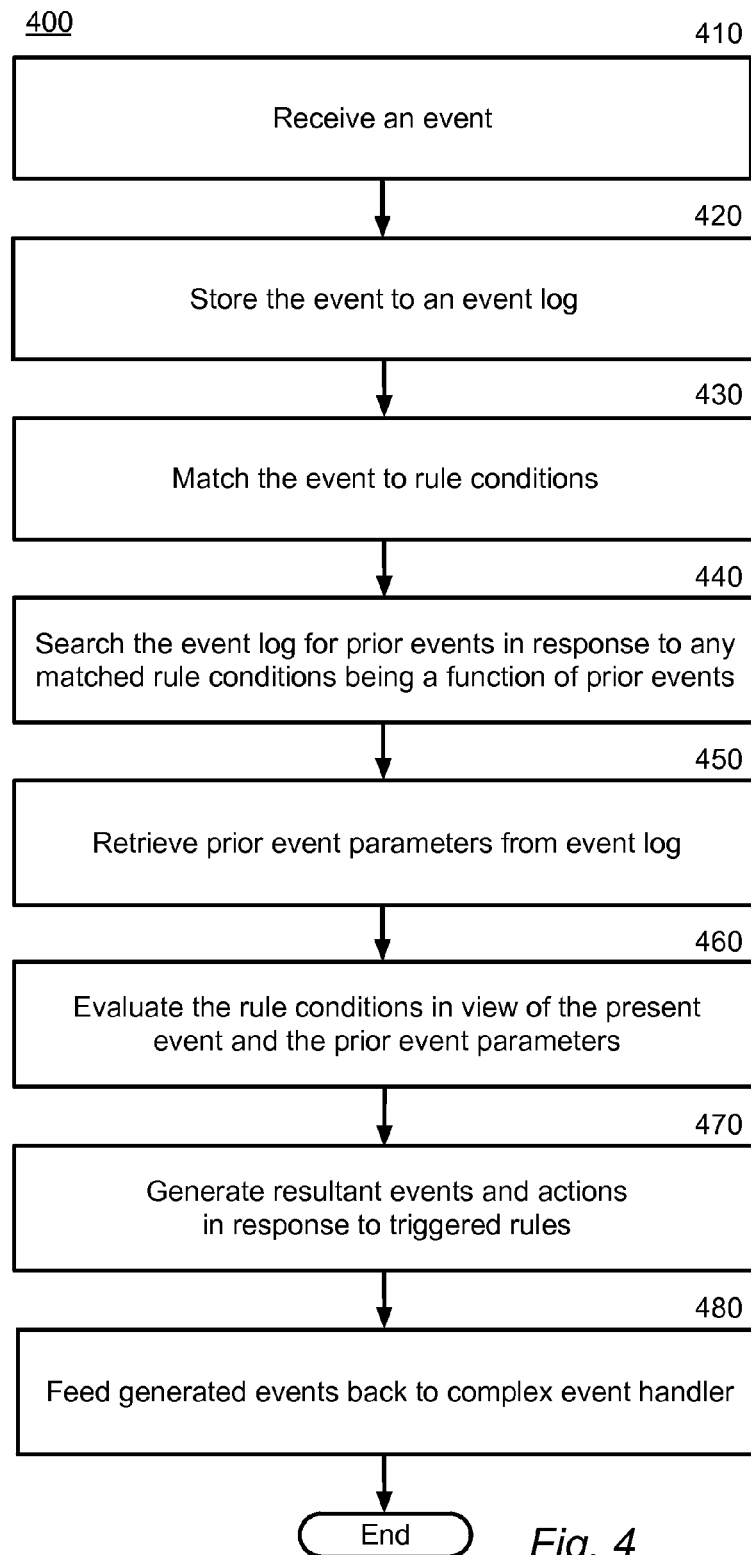 400
410
Receive an event
420
Store the event to an event log
430
Match the event to rule conditions
440
Search the event log for prior events in response to any
matched rule conditions being a function of prior events
450
Retrieve prior event parameters from event log
460
Evaluate the rule conditions in view of the present
event and the prior event parameters
470
Generate resultant events and actions
in response to triggered rules
480
Feed generated events back to complex event handler
End
Fig. 4